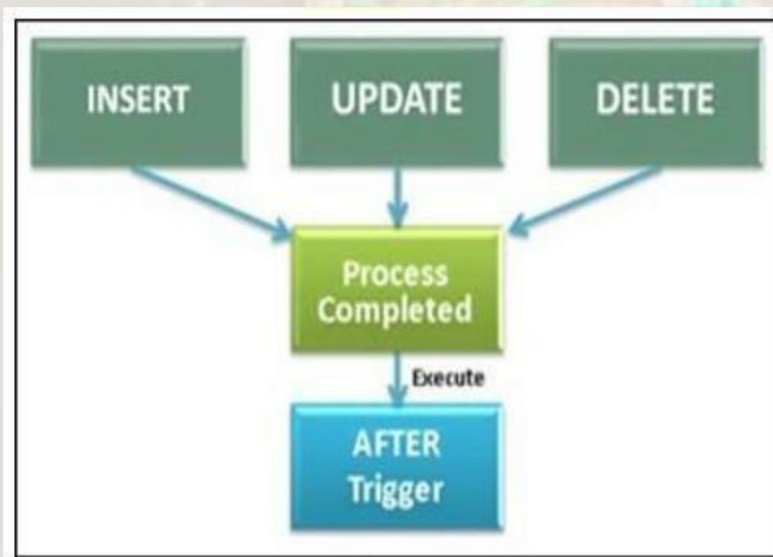 INSERT
UPDATE
DELETE
Process
Completed
Execute
AFTER
Trigger